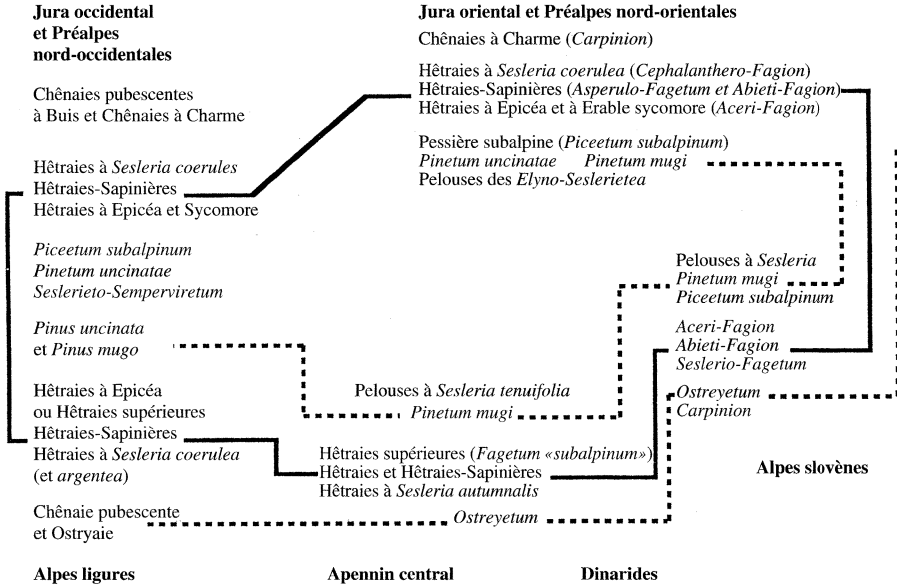 Jura occidental
et Préalpes
nord-occidentales
Chênaies pubescentes
à Buis et Chênaies à Charme
Hêtraies à Sesleria coerules
Hêtraies-Sapinières
Hêtraies à Epicéa et Sycomore
Piceetum subalpinum
Pinetum uncinatae
Seslerieto-Semperviretum
Pinus uncinata
et Pinus mugo
Hêtraies à Epicéa
ou Hêtraies supérieures
Hêtraies-Sapinières
Hêtraies à Sesleria coerulea
(et argentea)
Chênaie pubescente
et Ostryaie
Alpes ligures
Jura oriental et Préalpes nord-orientales
Chênaies à Charme (Carpinion)
Hêtraies à Sesleria coerulea (Cephalanthero-Fagion)
Hêtraies-Sapinières (Asperulo-Fagetum et Abieti-Fagion)
Hêtraies à Epicéa et à Erable sycomore (Aceri-Fagion)
Pessière subalpine (Piceetum subalpinum)
Pinetum uncinatae Pinetum mugi
Pelouses des Elyno-Seslerietea
Pelouses à Sesleria
Pinetum mugi
Piceetum subalpinum
Aceri-Fagion
Abieti-Fagion
Seslerio-Fagetum
Ostreyetum
Carpinion
Alpes slovènes
Pelouses à Sesleria tenuifolia
Pinetum mugi
Hêtraies supérieures (Fagetum «subalpinum»)
Hêtraies et Hêtraies-Sapinières
Hêtraies à Sesleria autumnalis
Ostreyetum
Apennin central
Dinarides